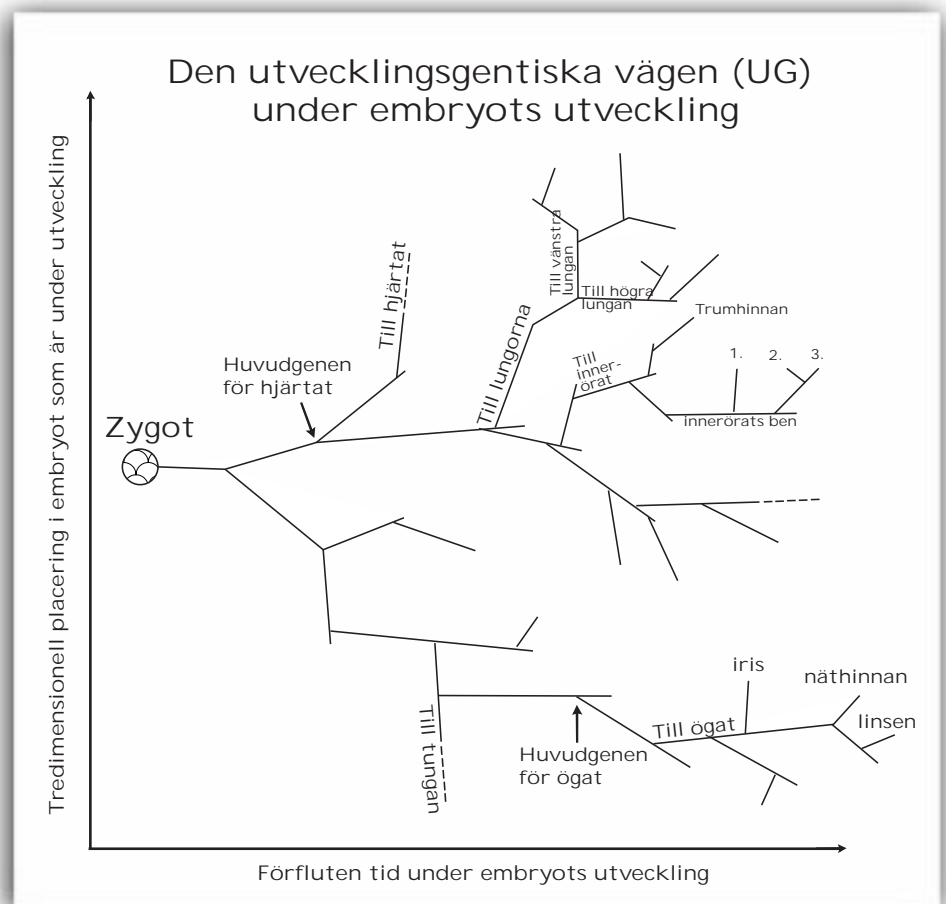 Den utvecklingsgentiska vägen (UG)
under embryots utveckling
Tredimensionell placering i embryot som är under utveckling
Till hjärtat
Till vänstra
lungan
Till högra
lungan
Till lungorna
Trumhinnan
Till
inner-
örat
1.
2.
3.
innerörats ben
Huvudgenen
för hjärtat
Zygot
iris
näthinnan
linsen
Till ögat
Till tungan
Huvudgenen
för ögat
Förfluten tid under embryots utveckling